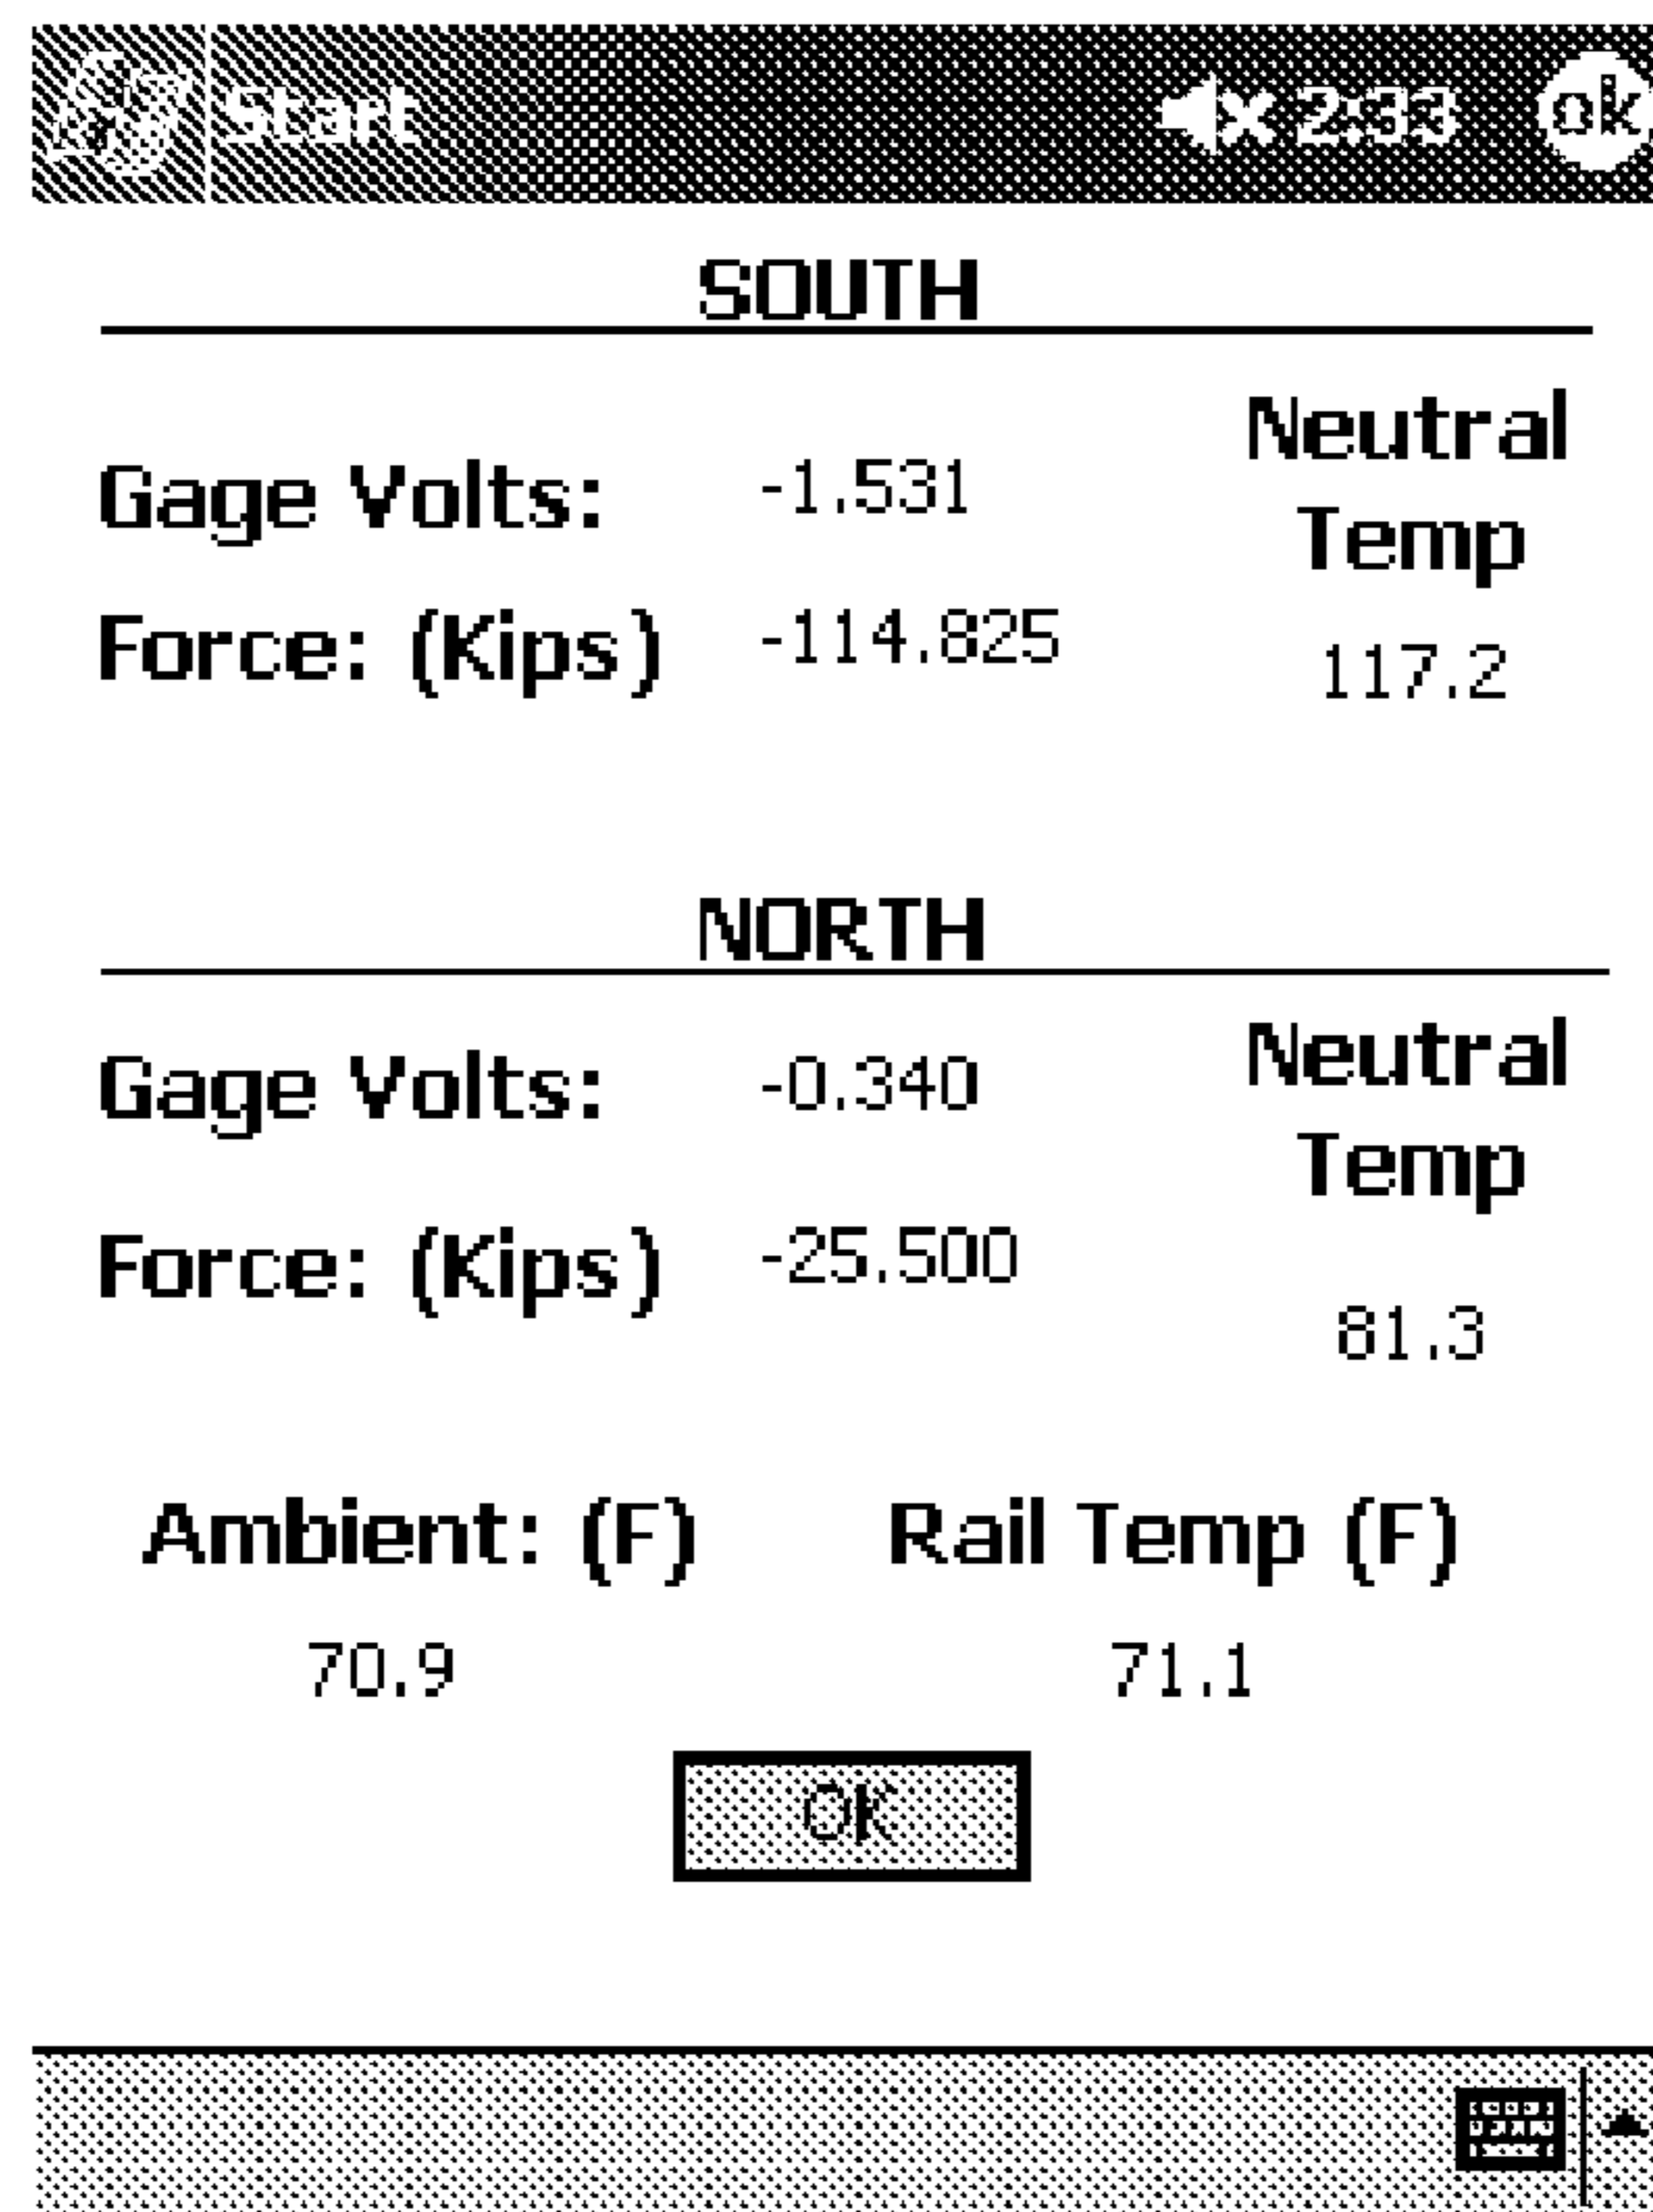 Start 2:33 ok
SOUTH
Gage Volts: -1.531
Force: (Kips) -114.825
Neutral
Temp
117.2
NORTH
Gage Volts: -0.340
Force: (Kips) -25.500
Neutral
Temp
81.3
Ambient: (F) Rail Temp (F)
70.9 71.1
OK